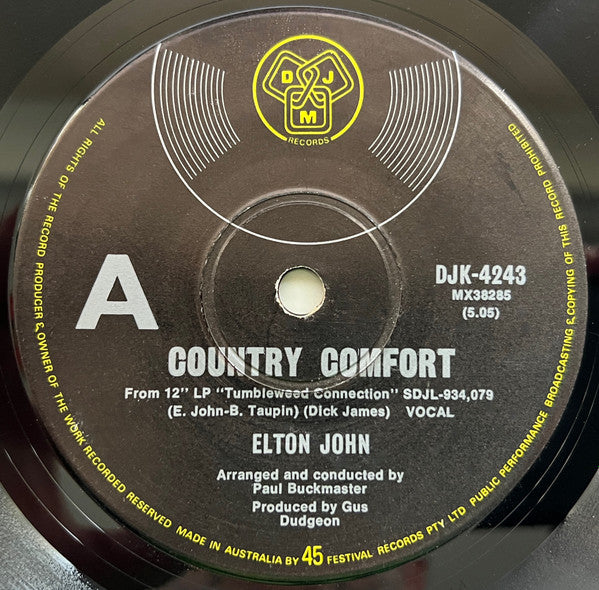 D J
M
RECORDS
A
DJK-4243
MX38285
(5.05)
COUNTRY COMFORT
From 12" LP "Tumbleweed Connection" SDJL-934,079
(E. John-B. Taupin) (Dick James) VOCAL
ELTON JOHN
Arranged and conducted by
Paul Buckmaster
Produced by Gus
Dudgeon
ALL RIGHTS OF THE RECORD PRODUCER & OWNER OF THE WORK RECORDED RESERVED MADE IN AUSTRALIA BY 45 FESTIVAL RECORDS PTY LTD PUBLIC PERFORMANCE BROADCASTING & COPYING OF THIS RECORD PROHIBITED